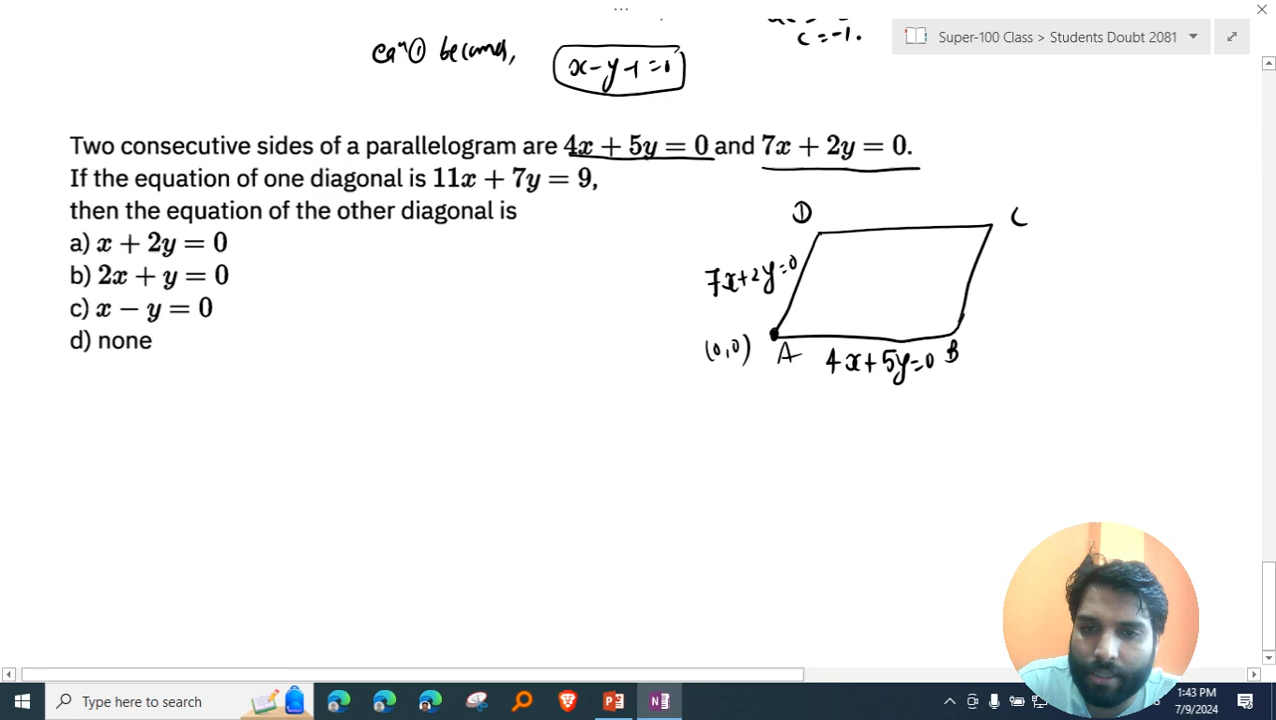 c = -1.
eqⁿ① becomes, x - y - 1 = 0
Super-100 Class > Students Doubt 2081
Two consecutive sides of a parallelogram are 4x + 5y = 0 and 7x + 2y = 0.
If the equation of one diagonal is 11x + 7y = 9,
then the equation of the other diagonal is
a) x + 2y = 0
b) 2x + y = 0
c) x − y = 0
d) none
D C
7x+2y=0
(0,0) A 4x+5y=0 B
Type here to search
1:43 PM
7/9/2024